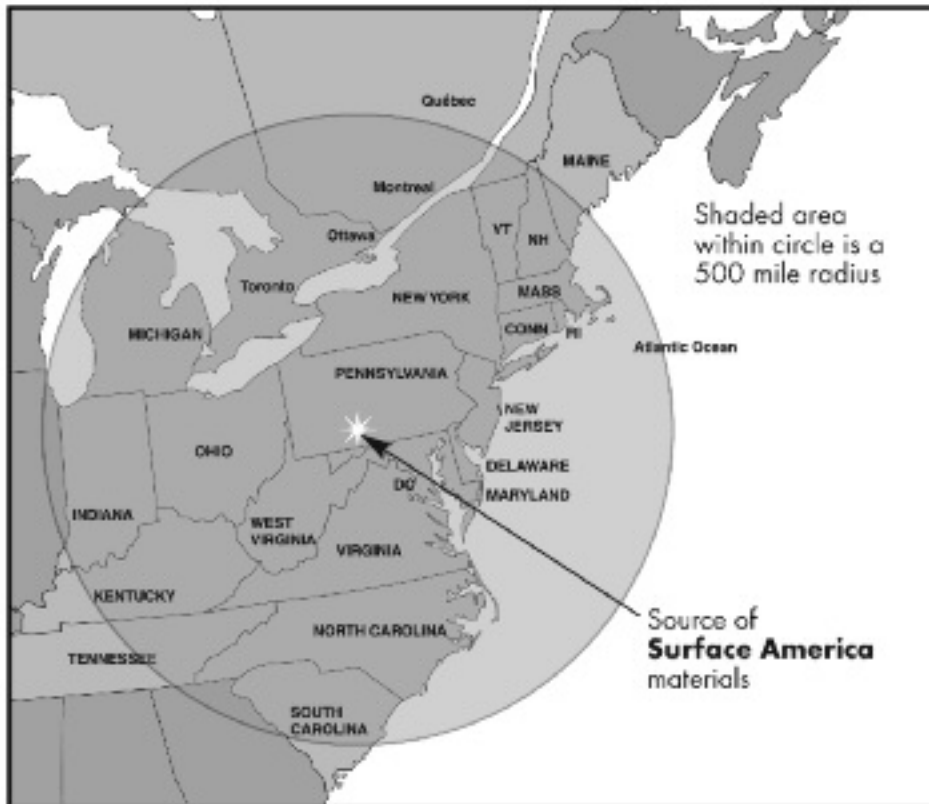 Québec
MAINE
Montreal
Shaded area
within circle is a
500 mile radius
VT
NH
Ottawa
Toronto
MASS
NEW YORK
CONN
RI
MICHIGAN
Atlantic Ocean
PENNSYLVANIA
NEW
JERSEY
OHIO
DELAWARE
DC
MARYLAND
INDIANA
WEST
VIRGINIA
VIRGINIA
KENTUCKY
Source of
Surface America
materials
NORTH CAROLINA
TENNESSEE
SOUTH
CAROLINA